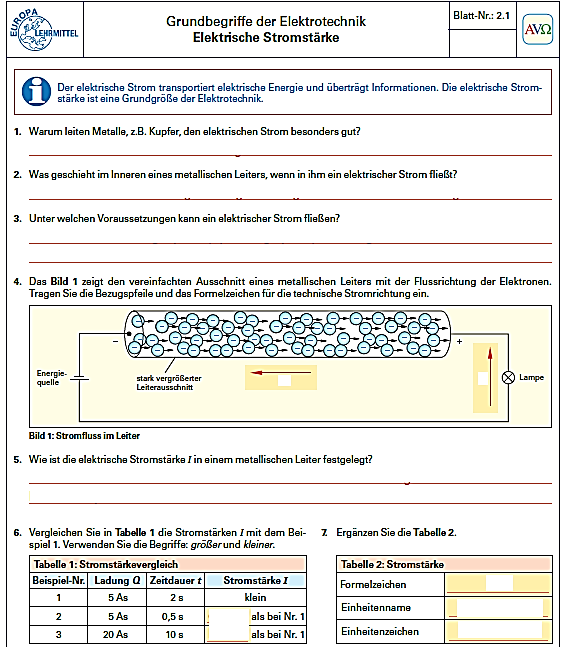 EUROPA
LEHRMITTEL
Grundbegriffe der Elektrotechnik
Elektrische Stromstärke
Blatt-Nr.: 2.1
AVΩ
i
Der elektrische Strom transportiert elektrische Energie und überträgt Informationen. Die elektrische Strom-
stärke ist eine Grundgröße der Elektrotechnik.
1. Warum leiten Metalle, z.B. Kupfer, den elektrischen Strom besonders gut?
2. Was geschieht im Inneren eines metallischen Leiters, wenn in ihm ein elektrischer Strom fließt?
3. Unter welchen Voraussetzungen kann ein elektrischer Strom fließen?
4. Das Bild 1 zeigt den vereinfachten Ausschnitt eines metallischen Leiters mit der Flussrichtung der Elektronen.
Tragen Sie die Bezugspfeile und das Formelzeichen für die technische Stromrichtung ein.
− +
Energie-
quelle
stark vergrößerter
Leiterausschnitt
Lampe
Bild 1: Stromfluss im Leiter
5. Wie ist die elektrische Stromstärke I in einem metallischen Leiter festgelegt?
6. Vergleichen Sie in Tabelle 1 die Stromstärken I mit dem Bei-
spiel 1. Verwenden Sie die Begriffe: größer und kleiner.
Tabelle 1: Stromstärkevergleich
Beispiel-Nr. Ladung Q Zeitdauer t Stromstärke I
1 5 As 2 s klein
2 5 As 0,5 s als bei Nr. 1
3 20 As 10 s als bei Nr. 1
7. Ergänzen Sie die Tabelle 2.
Tabelle 2: Stromstärke
Formelzeichen
Einheitenname
Einheitenzeichen